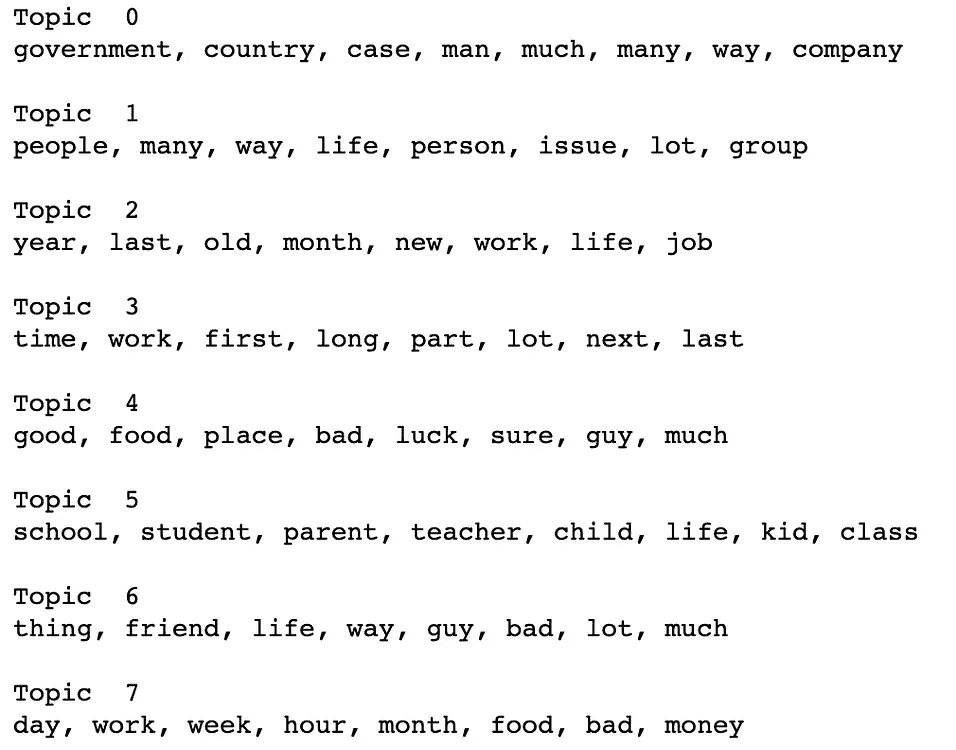 Topic  0
government, country, case, man, much, many, way, company
Topic  1
people, many, way, life, person, issue, lot, group
Topic  2
year, last, old, month, new, work, life, job
Topic  3
time, work, first, long, part, lot, next, last
Topic  4
good, food, place, bad, luck, sure, guy, much
Topic  5
school, student, parent, teacher, child, life, kid, class
Topic  6
thing, friend, life, way, guy, bad, lot, much
Topic  7
day, work, week, hour, month, food, bad, money